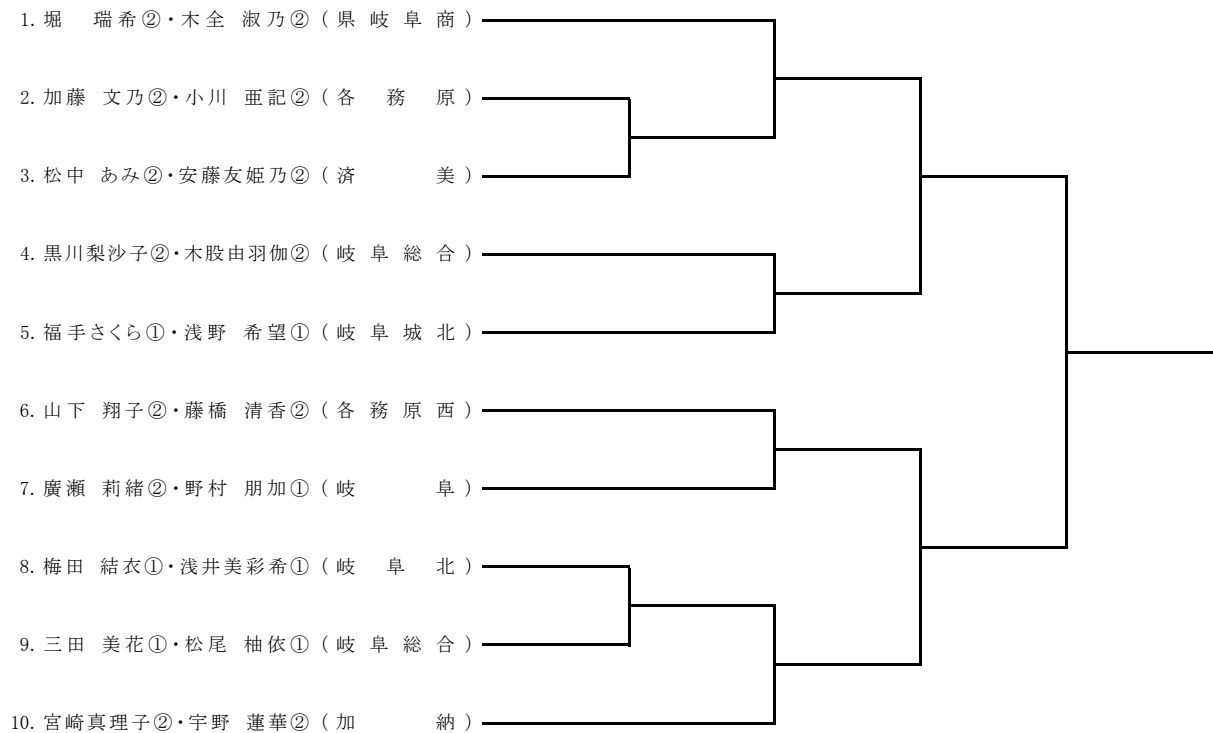 1. 堀　瑞希②・木全 淑乃②（県岐阜商）
2. 加藤 文乃②・小川 亜記②（各務原）
3. 松中 あみ②・安藤友姫乃②（済美）
4. 黒川梨沙子②・木股由羽伽②（岐阜総合）
5. 福手さくら①・浅野 希望①（岐阜城北）
6. 山下 翔子②・藤橋 清香②（各務原西）
7. 廣瀬 莉緒②・野村 朋加①（岐阜）
8. 梅田 結衣①・浅井美彩希①（岐阜北）
9. 三田 美花①・松尾 柚依①（岐阜総合）
10. 宮崎真理子②・宇野 蓮華②（加納）